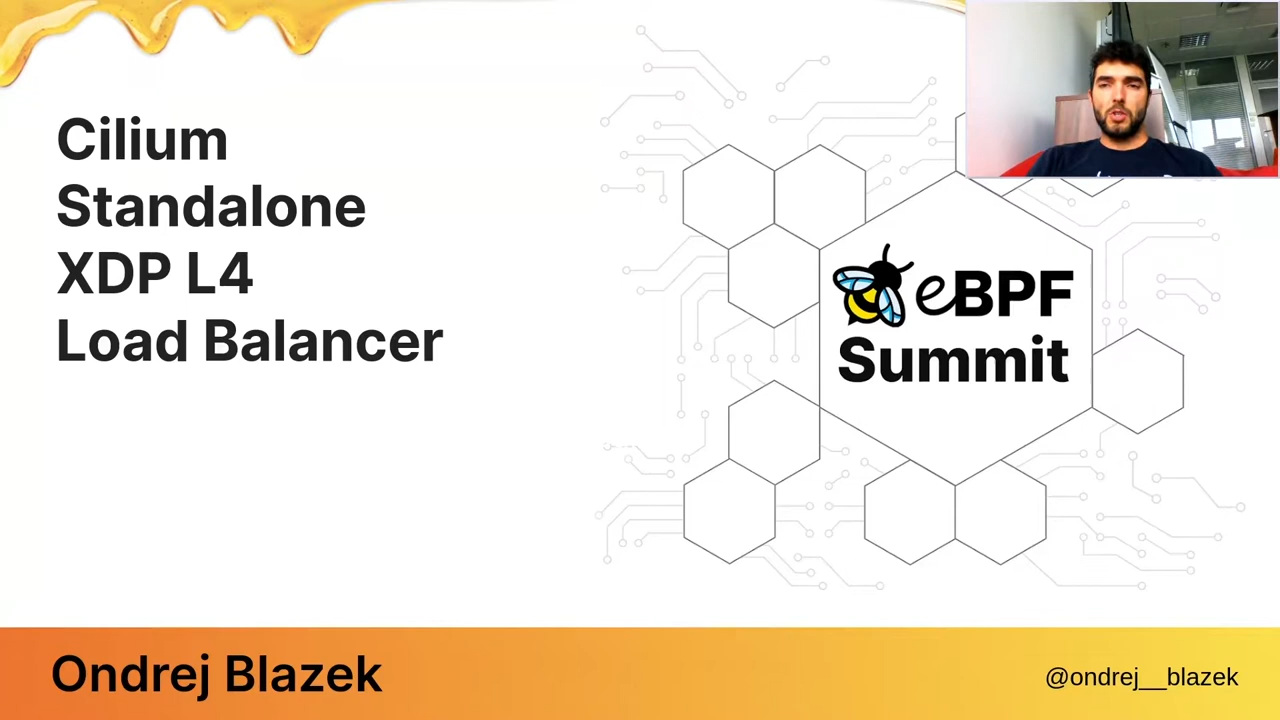 Cilium
Standalone
XDP L4
Load Balancer
eBPF
Summit
Ondrej Blazek
@ondrej__blazek